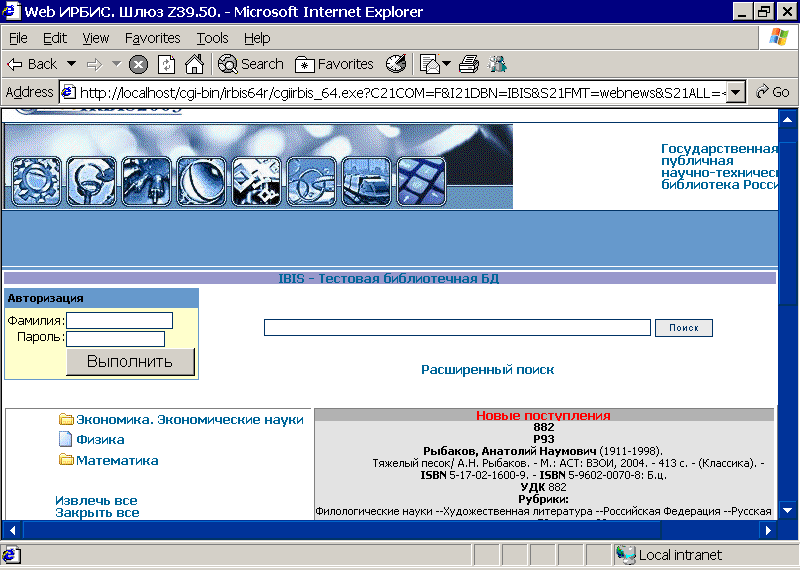 Web ИРБИС. Шлюз Z39.50. - Microsoft Internet Explorer
File Edit View Favorites Tools Help
Back Search Favorites
Address http://localhost/cgi-bin/irbis64r/cgiirbis_64.exe?C21COM=F&I21DBN=IBIS&S21FMT=webnews&S21ALL=< Go
Государственная
публичная
научно-техническ
библиотека Росси
IBIS - Тестовая библиотечная БД
Авторизация
Фамилия:
Пароль:
Выполнить
Поиск
Расширенный поиск
Экономика. Экономические науки
Физика
Математика
Извлечь все
Закрыть все
Новые поступления
882
Р93
Рыбаков, Анатолий Наумович (1911-1998).
Тяжелый песок/ А.Н. Рыбаков. - М.: АСТ: ВЗОИ, 2004. - 413 с. - (Классика). -
ISBN 5-17-02-1600-9. - ISBN 5-9602-0070-8: Б.ц.
УДК 882
Рубрики:
Филологические науки --Художественная литература --Российская Федерация --Русская
Local intranet